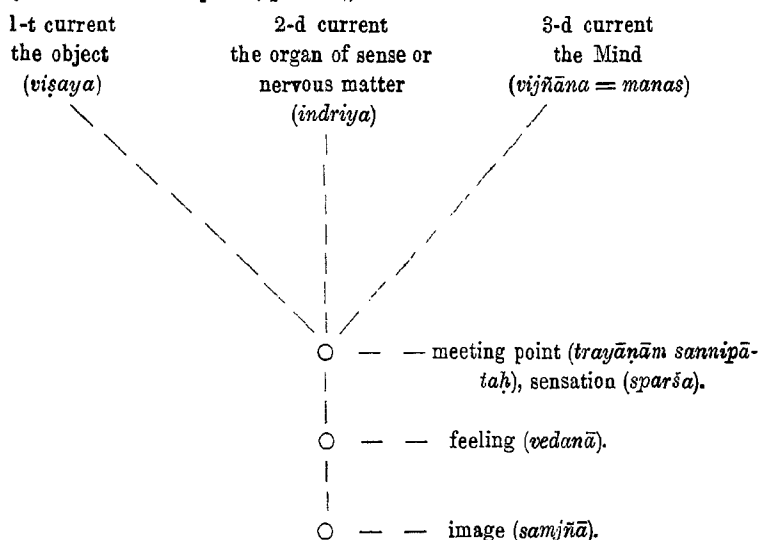 1-t current
the object
(viṣaya)
2-d current
the organ of sense or
nervous matter
(indriya)
3-d current
the Mind
(vijñāna = manas)
meeting point (trayāṇām sannipā-
taḥ), sensation (sparśa).
feeling (vedanā).
image (samjñā).